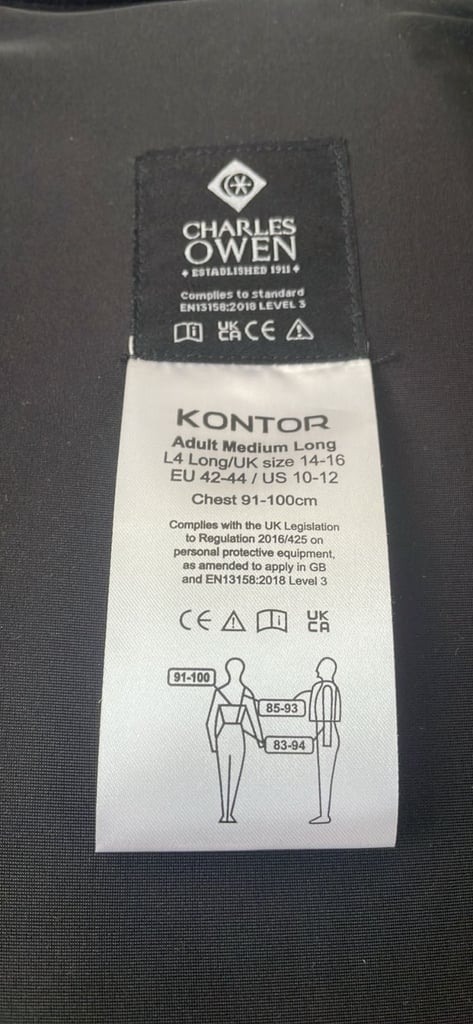 CHARLES
OWEN
ESTABLISHED 1911
Complies to standard
EN13158:2018 LEVEL 3
UK
CA CE
KONTOR
Adult Medium Long
L4 Long/UK size 14-16
EU 42-44 / US 10-12
Chest 91-100cm
Complies with the UK Legislation
to Regulation 2016/425 on
personal protective equipment,
as amended to apply in GB
and EN13158:2018 Level 3
CE UK
CA
91-100
85-93
83-94